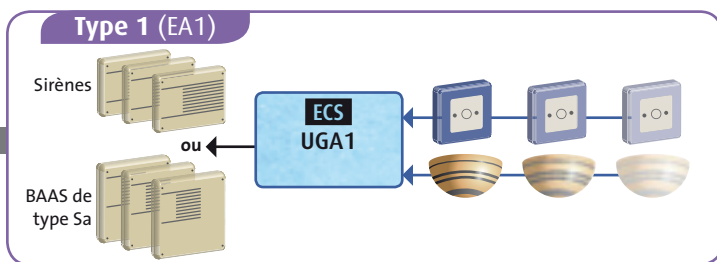 Type 1 (EA1)
Sirènes
ou
BAAS de
type Sa
ECS
UGA1